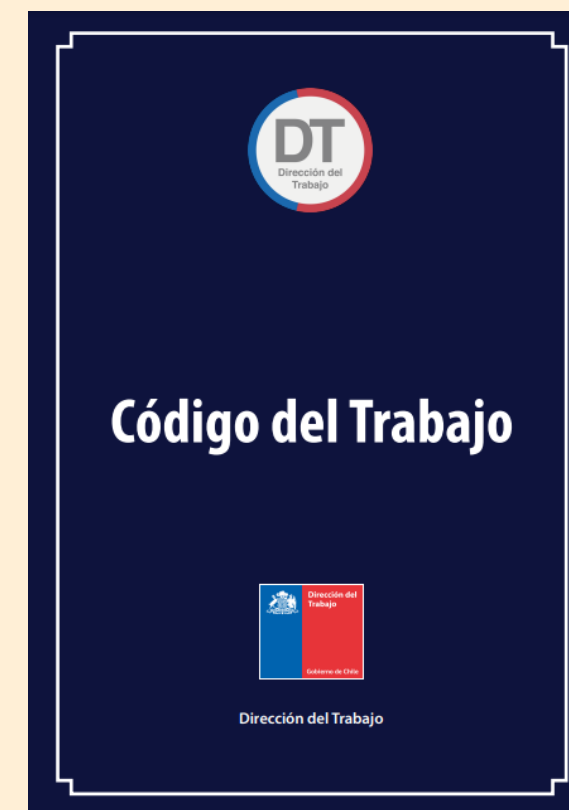 DT
Dirección del
Trabajo
Código del Trabajo
Dirección del
Trabajo
Gobierno de Chile
Dirección del Trabajo